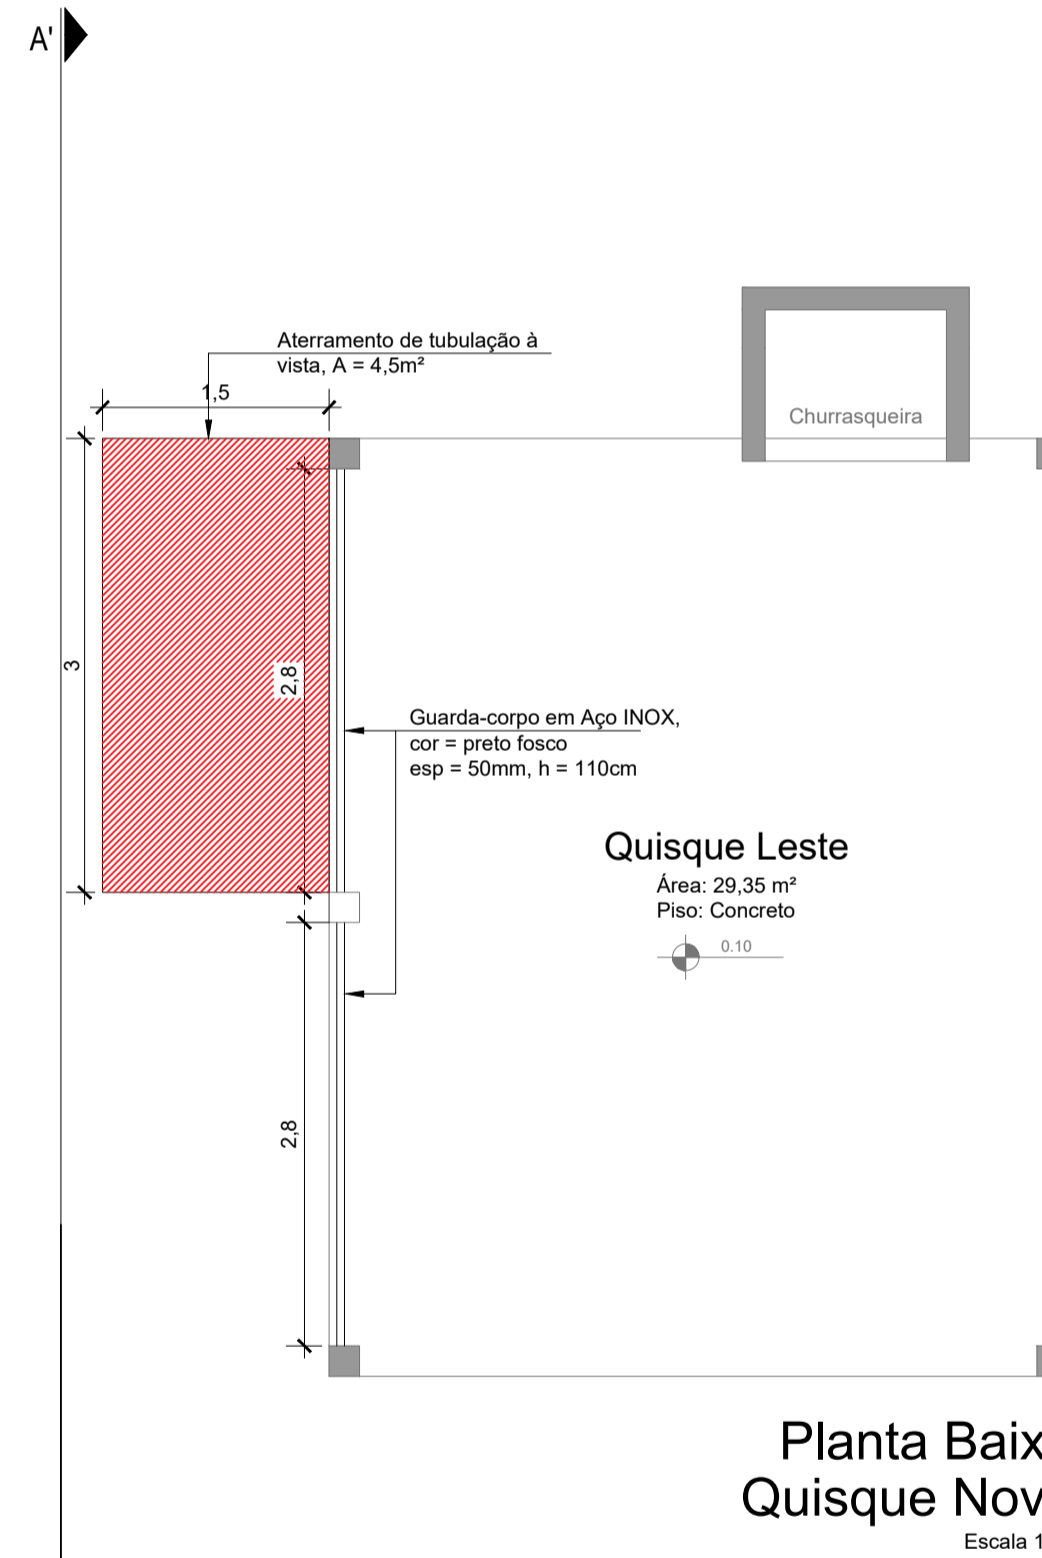 A'
Aterramento de tubulação à
vista, A = 4,5m²
1,5
Churrasqueira
3
2,8
Guarda-corpo em Aço INOX,
cor = preto fosco
esp = 50mm, h = 110cm
Quisque Leste
Área: 29,35 m²
Piso: Concreto
0.10
2,8
Planta Baix
Quisque Nov
Escala 1